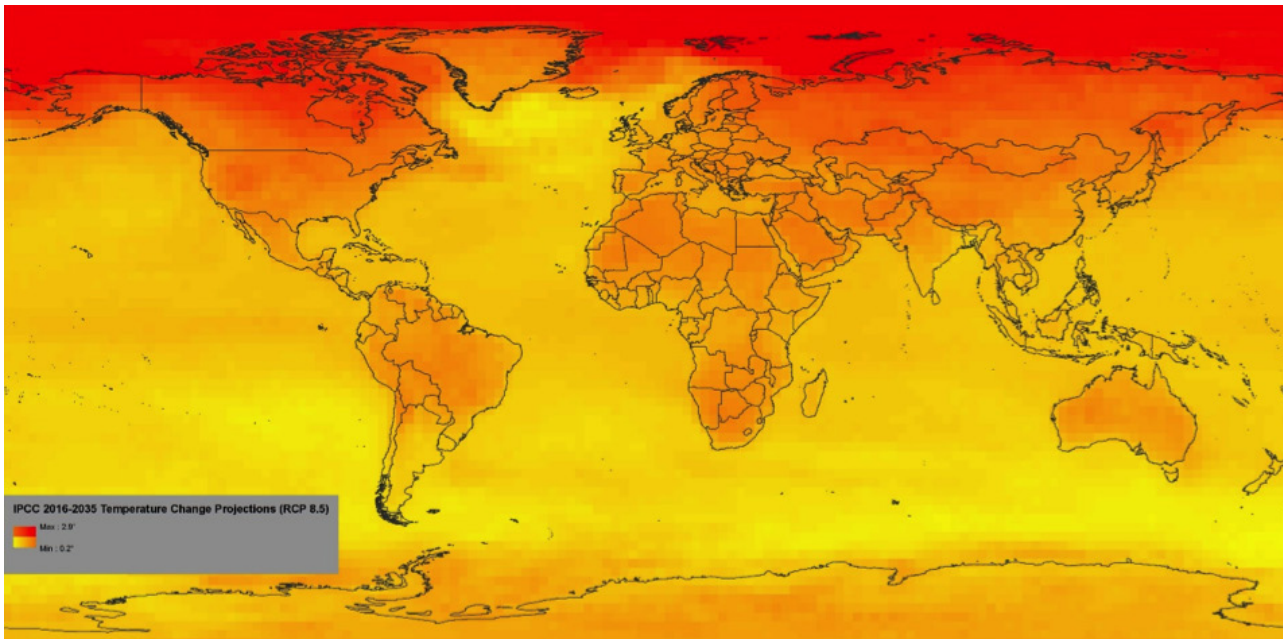 IPCC 2016-2035 Temperature Change Projections (RCP 8.5)
Max : 2.9°
Min : 0.2°